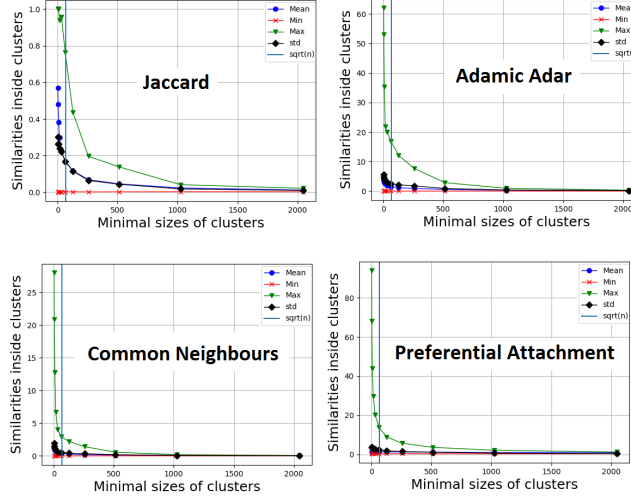 Similarities inside clusters
1.0
0.8
0.6
0.4
0.2
0.0
Jaccard
Mean
Min
Max
std
sqrt(n)
0
500
1000
1500
2000
Minimal sizes of clusters
Similarities inside clusters
60
50
40
30
20
10
0
Adamic Adar
Mean
Min
Max
std
sqrt(
0
500
1000
1500
2000
Minimal sizes of clusters
Similarities inside clusters
25
20
15
10
5
0
Common Neighbours
Mean
Min
Max
std
sqrt(n)
0
500
1000
1500
2000
Minimal sizes of clusters
Similarities inside clusters
80
60
40
20
0
Preferential Attachment
Mean
Min
Max
std
sqrt(n)
0
500
1000
1500
2000
Minimal sizes of clusters